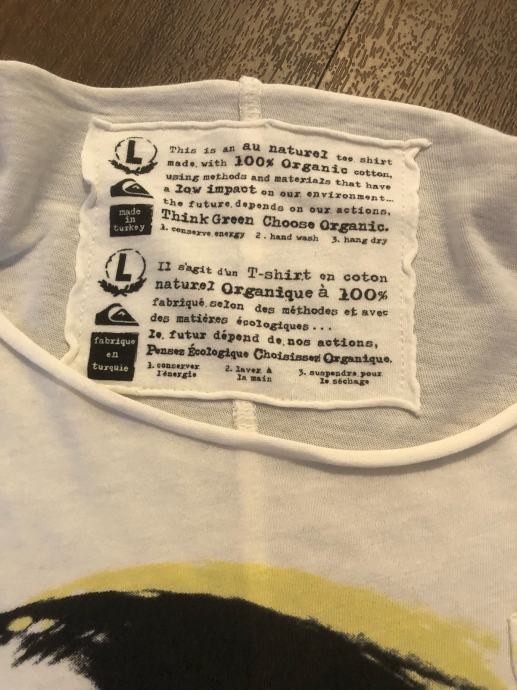 L
This is an au naturel tee shirt
made with 100% Organic cotton,
using methods and materials that have
a low impact on our environment...
the future depends on our actions,
Think Green Choose Organic.
1. conserve energy 2. hand wash 3. hang dry
made
in
turkey
L
Il s'agit d'un T-shirt en coton
naturel Organique à 100%
fabriqué selon des méthodes et avec
des matières écologiques...
le futur dépend de nos actions,
Pensez Écologique Choisissez Organique.
1. conserver
l'énergie
2. laver à
la main
3. suspendre pour
le séchage
fabrique
en
turquie